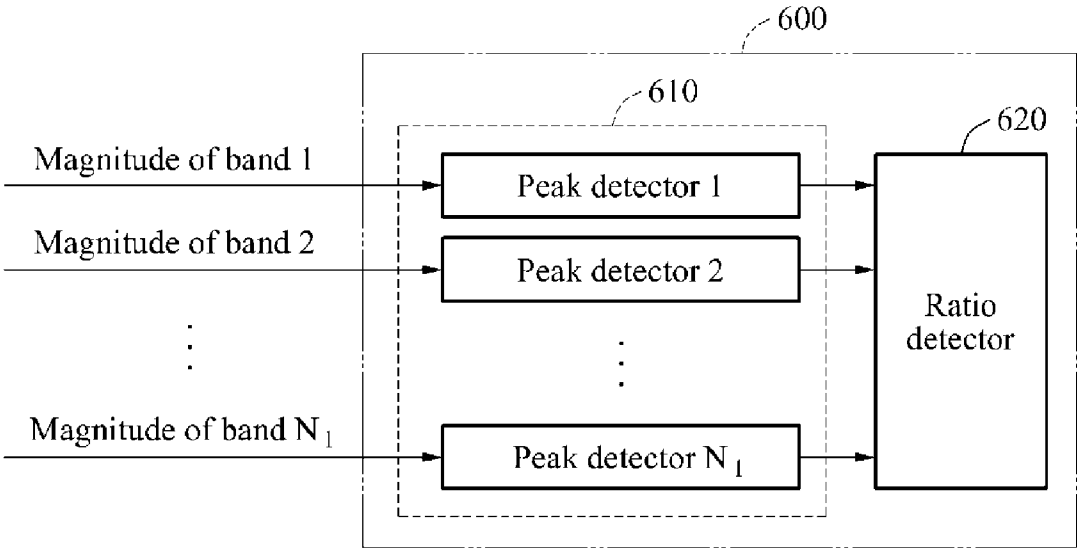 600
610
620
Magnitude of band 1
Peak detector 1
Magnitude of band 2
Peak detector 2
Ratio
detector
Magnitude of band N1
Peak detector N1